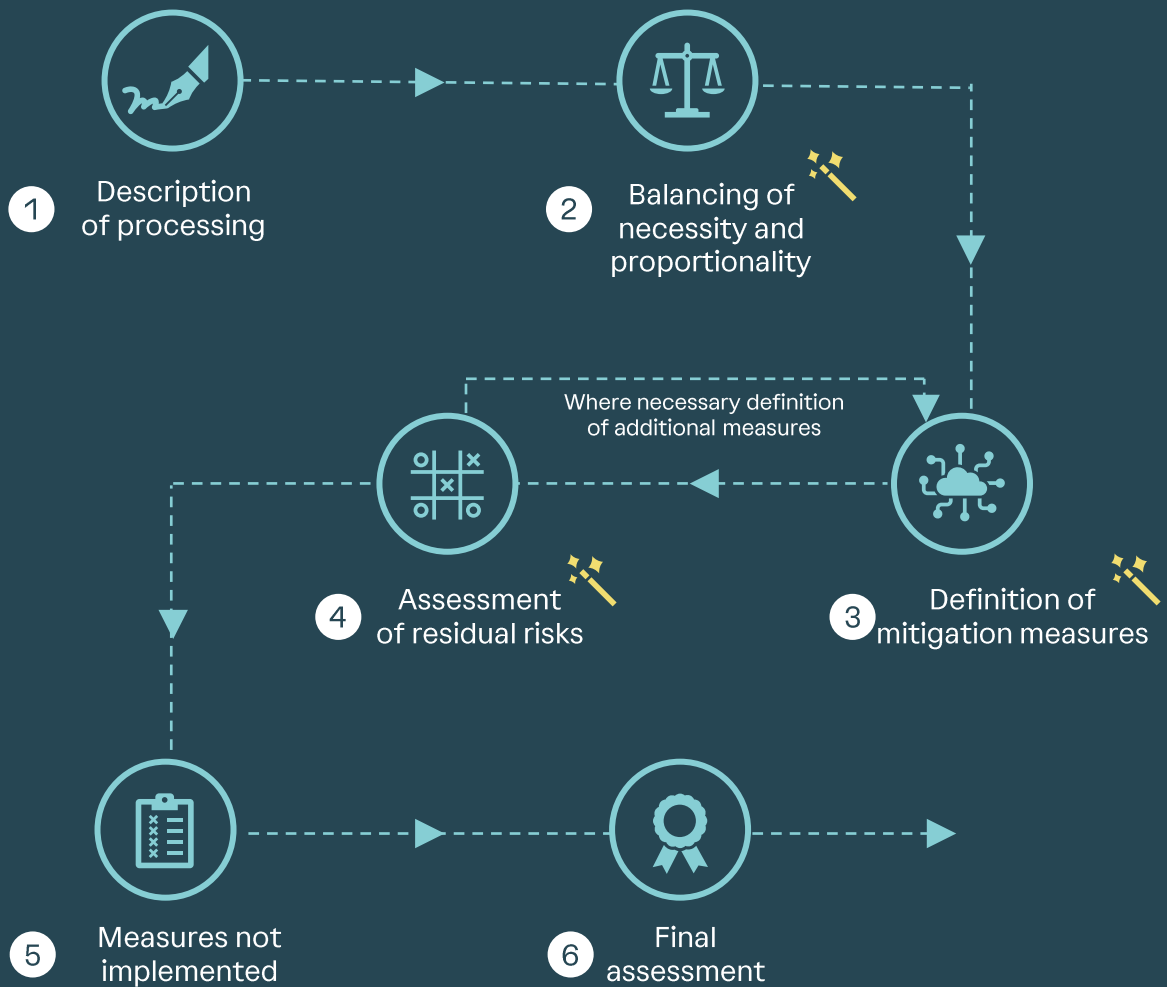 1
Description
of processing
2
Balancing of
necessity and
proportionality
Where necessary definition
of additional measures
3
Definition of
mitigation measures
4
Assessment
of residual risks
5
Measures not
implemented
6
Final
assessment